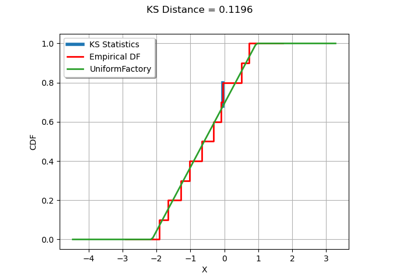 KS Distance = 0.1196
KS Statistics
Empirical DF
UniformFactory
CDF
1.0
0.8
0.6
0.4
0.2
0.0
−4 −3 −2 −1 0 1 2 3
X